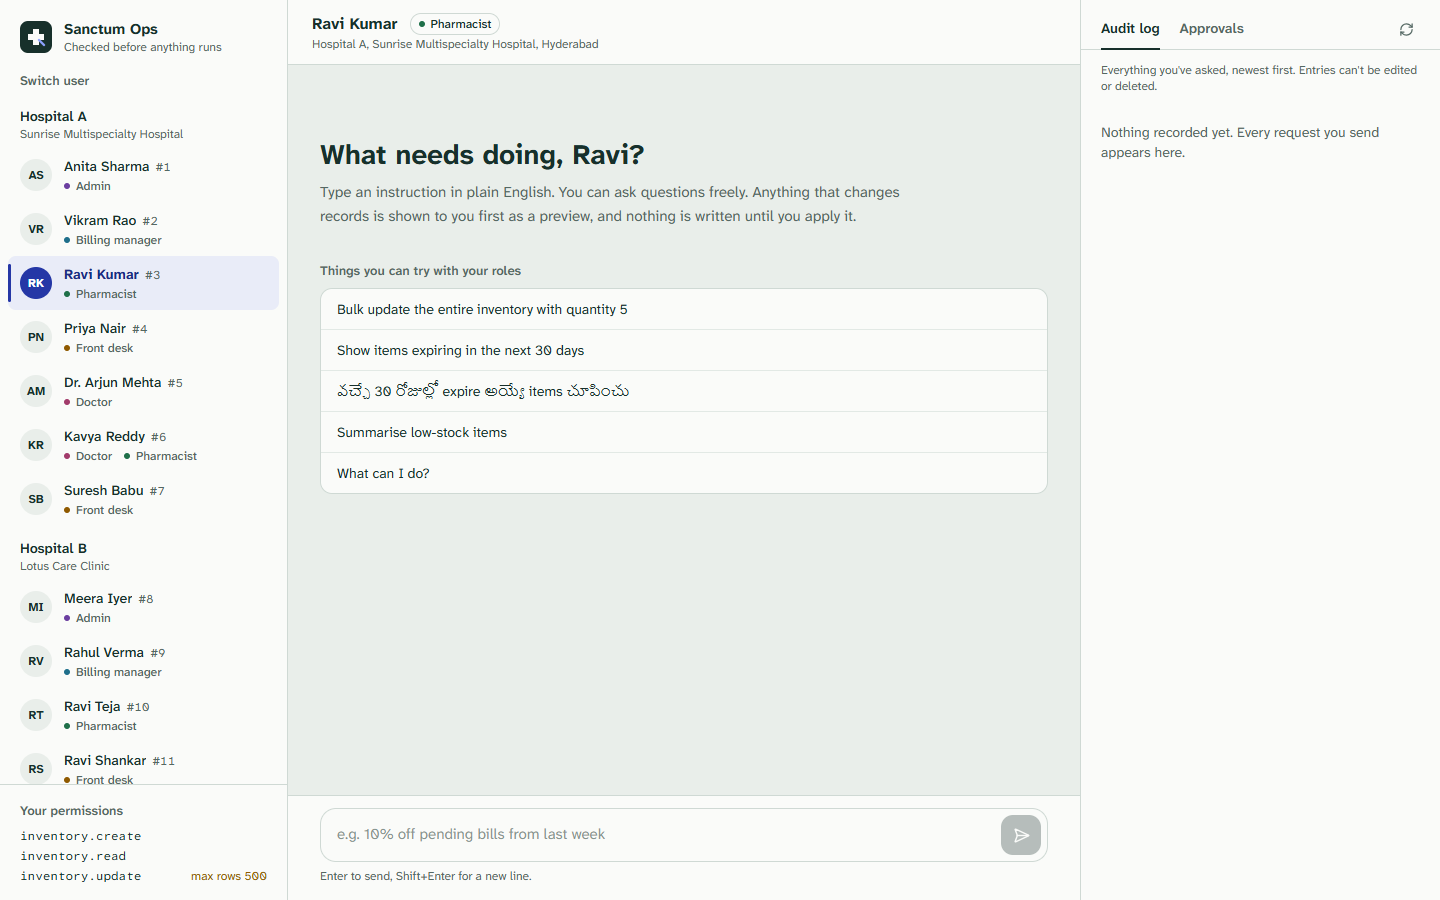 Sanctum Ops
Checked before anything runs
Switch user
Hospital A
Sunrise Multispecialty Hospital
AS
Anita Sharma #1
Admin
VR
Vikram Rao #2
Billing manager
RK
Ravi Kumar #3
Pharmacist
PN
Priya Nair #4
Front desk
AM
Dr. Arjun Mehta #5
Doctor
KR
Kavya Reddy #6
Doctor Pharmacist
SB
Suresh Babu #7
Front desk
Hospital B
Lotus Care Clinic
MI
Meera Iyer #8
Admin
RV
Rahul Verma #9
Billing manager
RT
Ravi Teja #10
Pharmacist
RS
Ravi Shankar #11
Front desk
Your permissions
inventory.create
inventory.read
inventory.update max rows 500
Ravi Kumar Pharmacist
Hospital A, Sunrise Multispecialty Hospital, Hyderabad
What needs doing, Ravi?
Type an instruction in plain English. You can ask questions freely. Anything that changes
records is shown to you first as a preview, and nothing is written until you apply it.
Things you can try with your roles
Bulk update the entire inventory with quantity 5
Show items expiring in the next 30 days
వచ్చే 30 రోజుల్లో expire అయ్యే items చూపించు
Summarise low-stock items
What can I do?
e.g. 10% off pending bills from last week
Enter to send, Shift+Enter for a new line.
Audit log Approvals
Everything you've asked, newest first. Entries can't be edited
or deleted.
Nothing recorded yet. Every request you send
appears here.